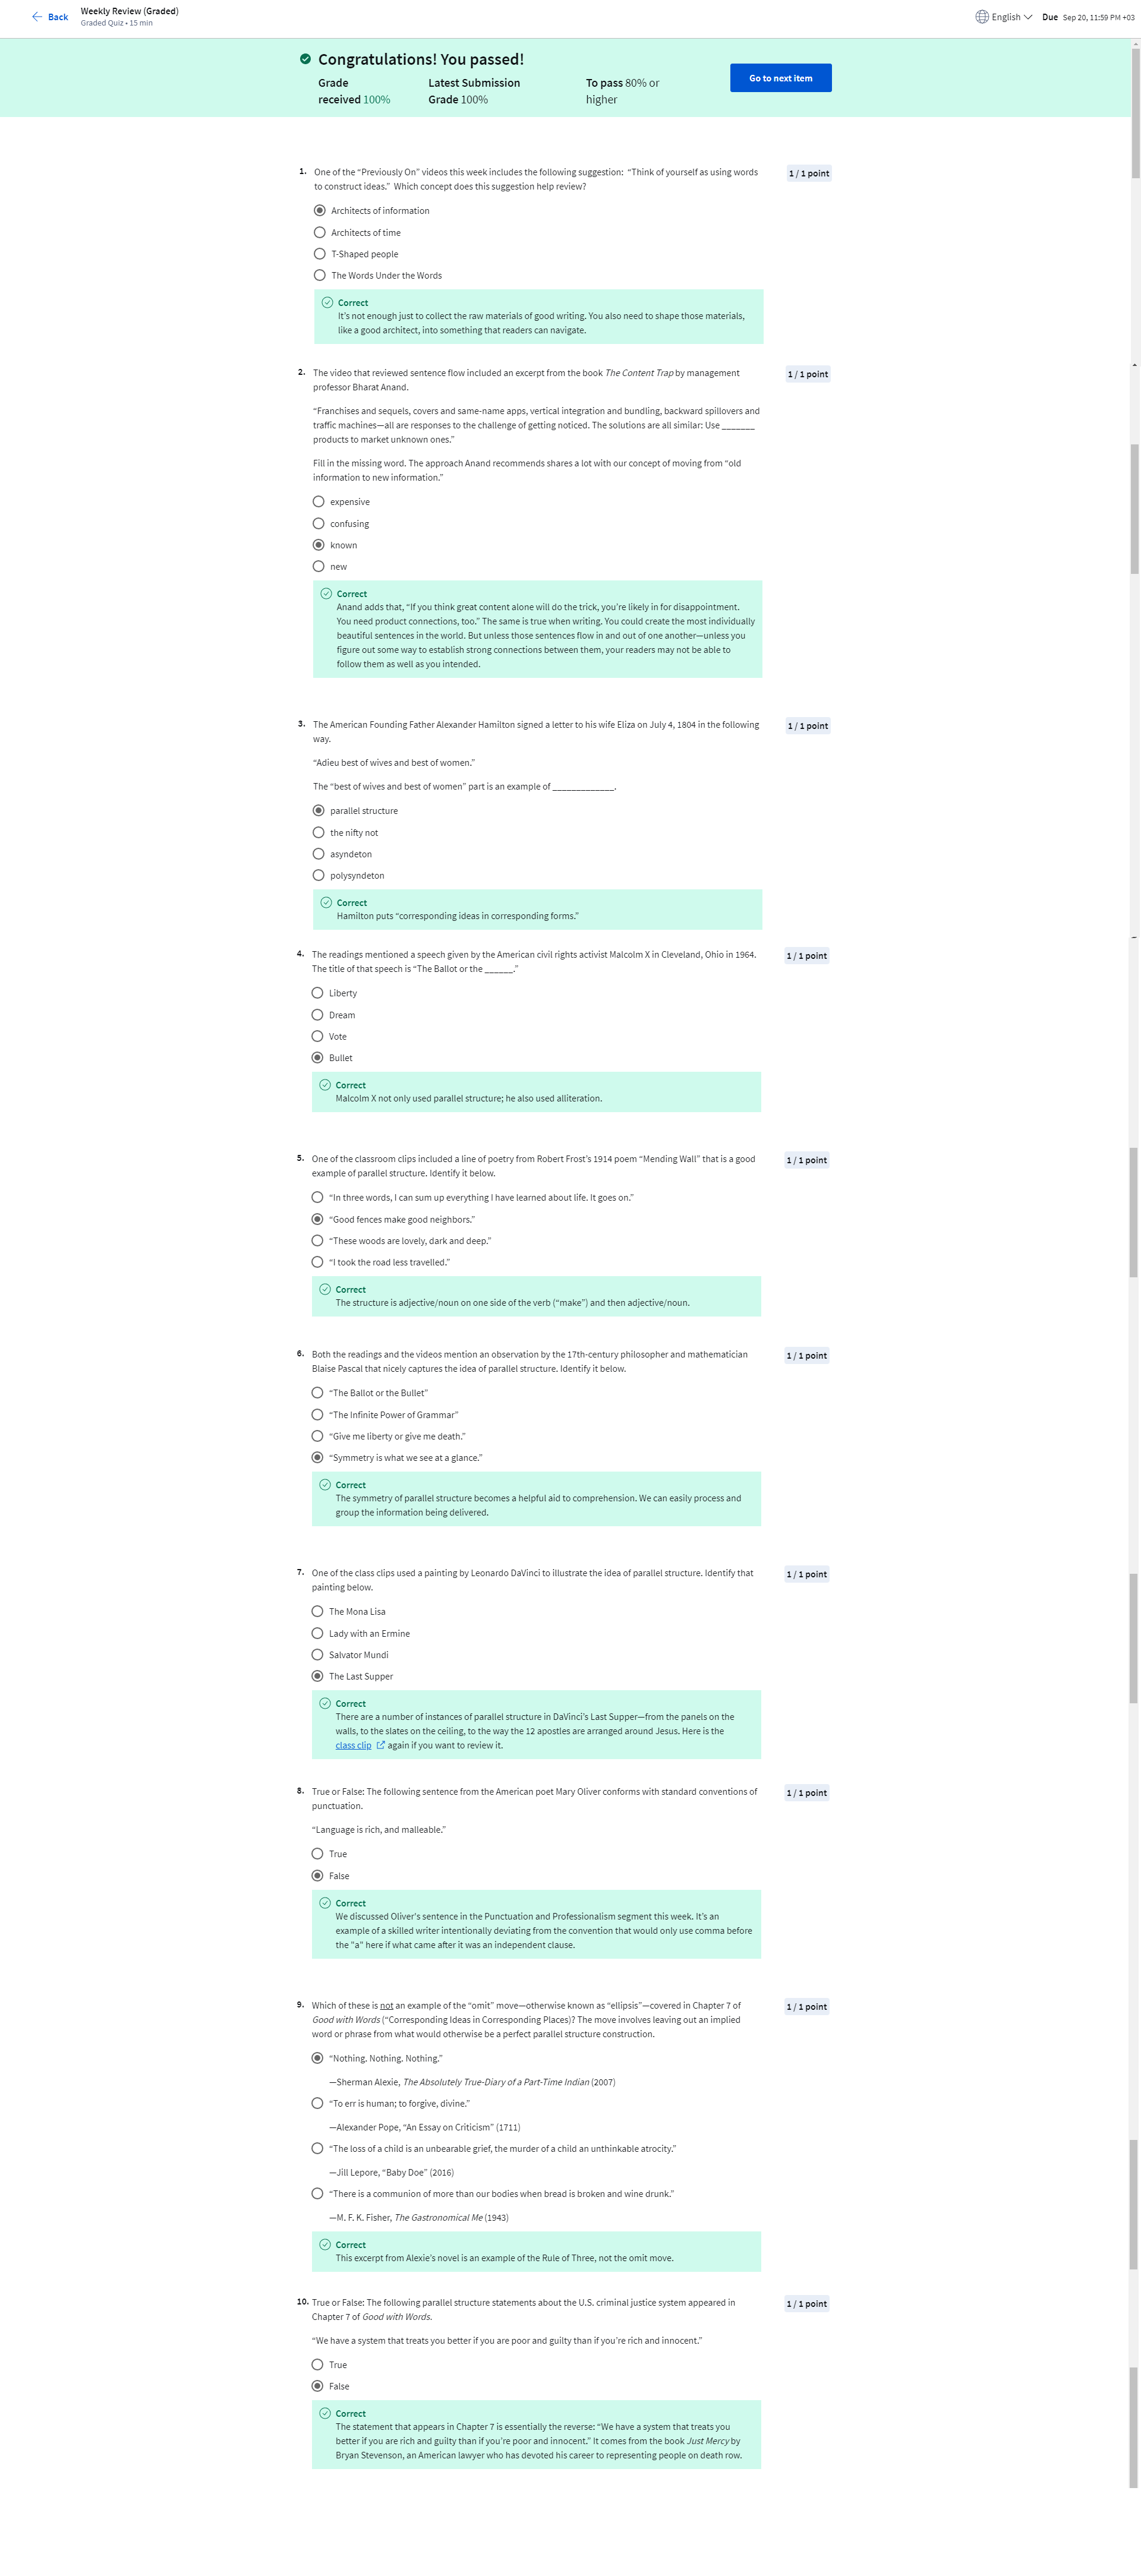 Back
Weekly Review (Graded)
Graded Quiz • 15 min
English
Due Sep 20, 11:59 PM +03
Congratulations! You passed!
Grade received 100%
Latest Submission Grade 100%
To pass 80% or higher
Go to next item
1. One of the “Previously On” videos this week includes the following suggestion: “Think of yourself as using words
to construct ideas.” Which concept does this suggestion help review?
1 / 1 point
Architects of information
Architects of time
T-Shaped people
The Words Under the Words
Correct
It’s not enough just to collect the raw materials of good writing. You also need to shape those materials,
like a good architect, into something that readers can navigate.
2. The video that reviewed sentence flow included an excerpt from the book The Content Trap by management
professor Bharat Anand.
1 / 1 point
“Franchises and sequels, covers and same-name apps, vertical integration and bundling, backward spillovers and
traffic machines—all are responses to the challenge of getting noticed. The solutions are all similar: Use _______
products to market unknown ones.”
Fill in the missing word. The approach Anand recommends shares a lot with our concept of moving from “old
information to new information.”
expensive
confusing
known
new
Correct
Anand adds that, “If you think great content alone will do the trick, you’re likely in for disappointment.
You need product connections, too.” The same is true when writing. You could create the most individually
beautiful sentences in the world. But unless those sentences flow in and out of one another—unless you
figure out some way to establish strong connections between them, your readers may not be able to
follow them as well as you intended.
3. The American Founding Father Alexander Hamilton signed a letter to his wife Eliza on July 4, 1804 in the following
way.
1 / 1 point
“Adieu best of wives and best of women.”
The “best of wives and best of women” part is an example of _____________.
parallel structure
the nifty not
asyndeton
polysyndeton
Correct
Hamilton puts “corresponding ideas in corresponding forms.”
4. The readings mentioned a speech given by the American civil rights activist Malcolm X in Cleveland, Ohio in 1964.
The title of that speech is “The Ballot or the ______.”
1 / 1 point
Liberty
Dream
Vote
Bullet
Correct
Malcolm X not only used parallel structure; he also used alliteration.
5. One of the classroom clips included a line of poetry from Robert Frost’s 1914 poem “Mending Wall” that is a good
example of parallel structure. Identify it below.
1 / 1 point
“In three words, I can sum up everything I have learned about life. It goes on.”
“Good fences make good neighbors.”
“These woods are lovely, dark and deep.”
“I took the road less travelled.”
Correct
The structure is adjective/noun on one side of the verb (“make”) and then adjective/noun.
6. Both the readings and the videos mention an observation by the 17th-century philosopher and mathematician
Blaise Pascal that nicely captures the idea of parallel structure. Identify it below.
1 / 1 point
“The Ballot or the Bullet”
“The Infinite Power of Grammar”
“Give me liberty or give me death.”
“Symmetry is what we see at a glance.”
Correct
The symmetry of parallel structure becomes a helpful aid to comprehension. We can easily process and
group the information being delivered.
7. One of the class clips used a painting by Leonardo DaVinci to illustrate the idea of parallel structure. Identify that
painting below.
1 / 1 point
The Mona Lisa
Lady with an Ermine
Salvator Mundi
The Last Supper
Correct
There are a number of instances of parallel structure in DaVinci’s Last Supper—from the panels on the
walls, to the slates on the ceiling, to the way the 12 apostles are arranged around Jesus. Here is the
class clip again if you want to review it.
8. True or False: The following sentence from the American poet Mary Oliver conforms with standard conventions of
punctuation.
1 / 1 point
“Language is rich, and malleable.”
True
False
Correct
We discussed Oliver’s sentence in the Punctuation and Professionalism segment this week. It’s an
example of a skilled writer intentionally deviating from the convention that would only use comma before
the "a" here if what came after it was an independent clause.
9. Which of these is not an example of the “omit” move—otherwise known as “ellipsis”—covered in Chapter 7 of
Good with Words (“Corresponding Ideas in Corresponding Places)? The move involves leaving out an implied
word or phrase from what would otherwise be a perfect parallel structure construction.
1 / 1 point
“Nothing. Nothing. Nothing.”
—Sherman Alexie, The Absolutely True-Diary of a Part-Time Indian (2007)
“To err is human; to forgive, divine.”
—Alexander Pope, “An Essay on Criticism” (1711)
“The loss of a child is an unbearable grief, the murder of a child an unthinkable atrocity.”
—Jill Lepore, “Baby Doe” (2016)
“There is a communion of more than our bodies when bread is broken and wine drunk.”
—M. F. K. Fisher, The Gastronomical Me (1943)
Correct
This excerpt from Alexie’s novel is an example of the Rule of Three, not the omit move.
10. True or False: The following parallel structure statements about the U.S. criminal justice system appeared in
Chapter 7 of Good with Words.
1 / 1 point
“We have a system that treats you better if you are poor and guilty than if you’re rich and innocent.”
True
False
Correct
The statement that appears in Chapter 7 is essentially the reverse: “We have a system that treats you
better if you are rich and guilty than if you’re poor and innocent.” It comes from the book Just Mercy by
Bryan Stevenson, an American lawyer who has devoted his career to representing people on death row.